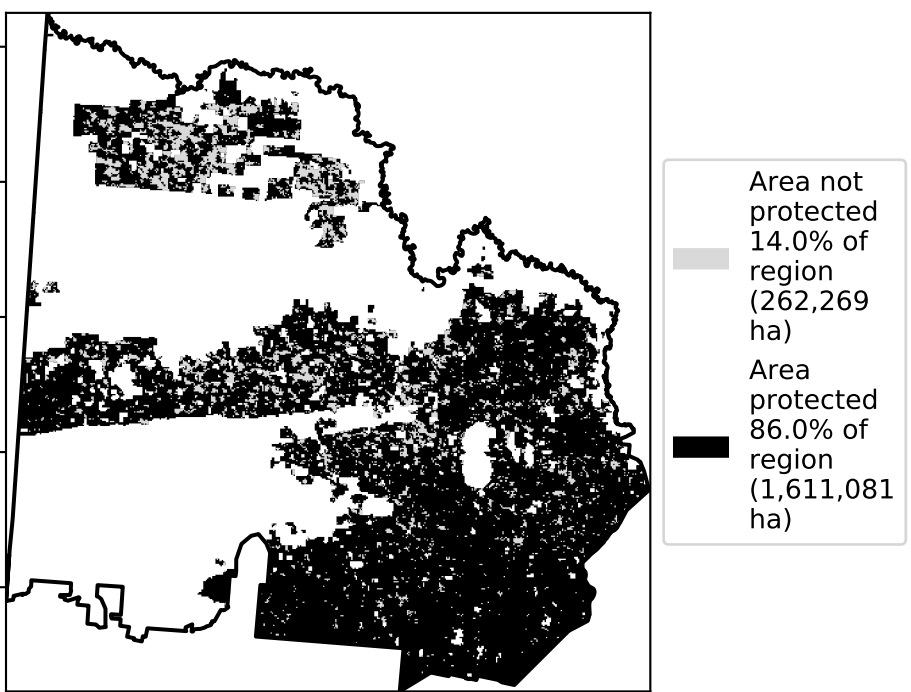 Area not
protected
14.0% of
region
(262,269
ha)
Area
protected
86.0% of
region
(1,611,081
ha)